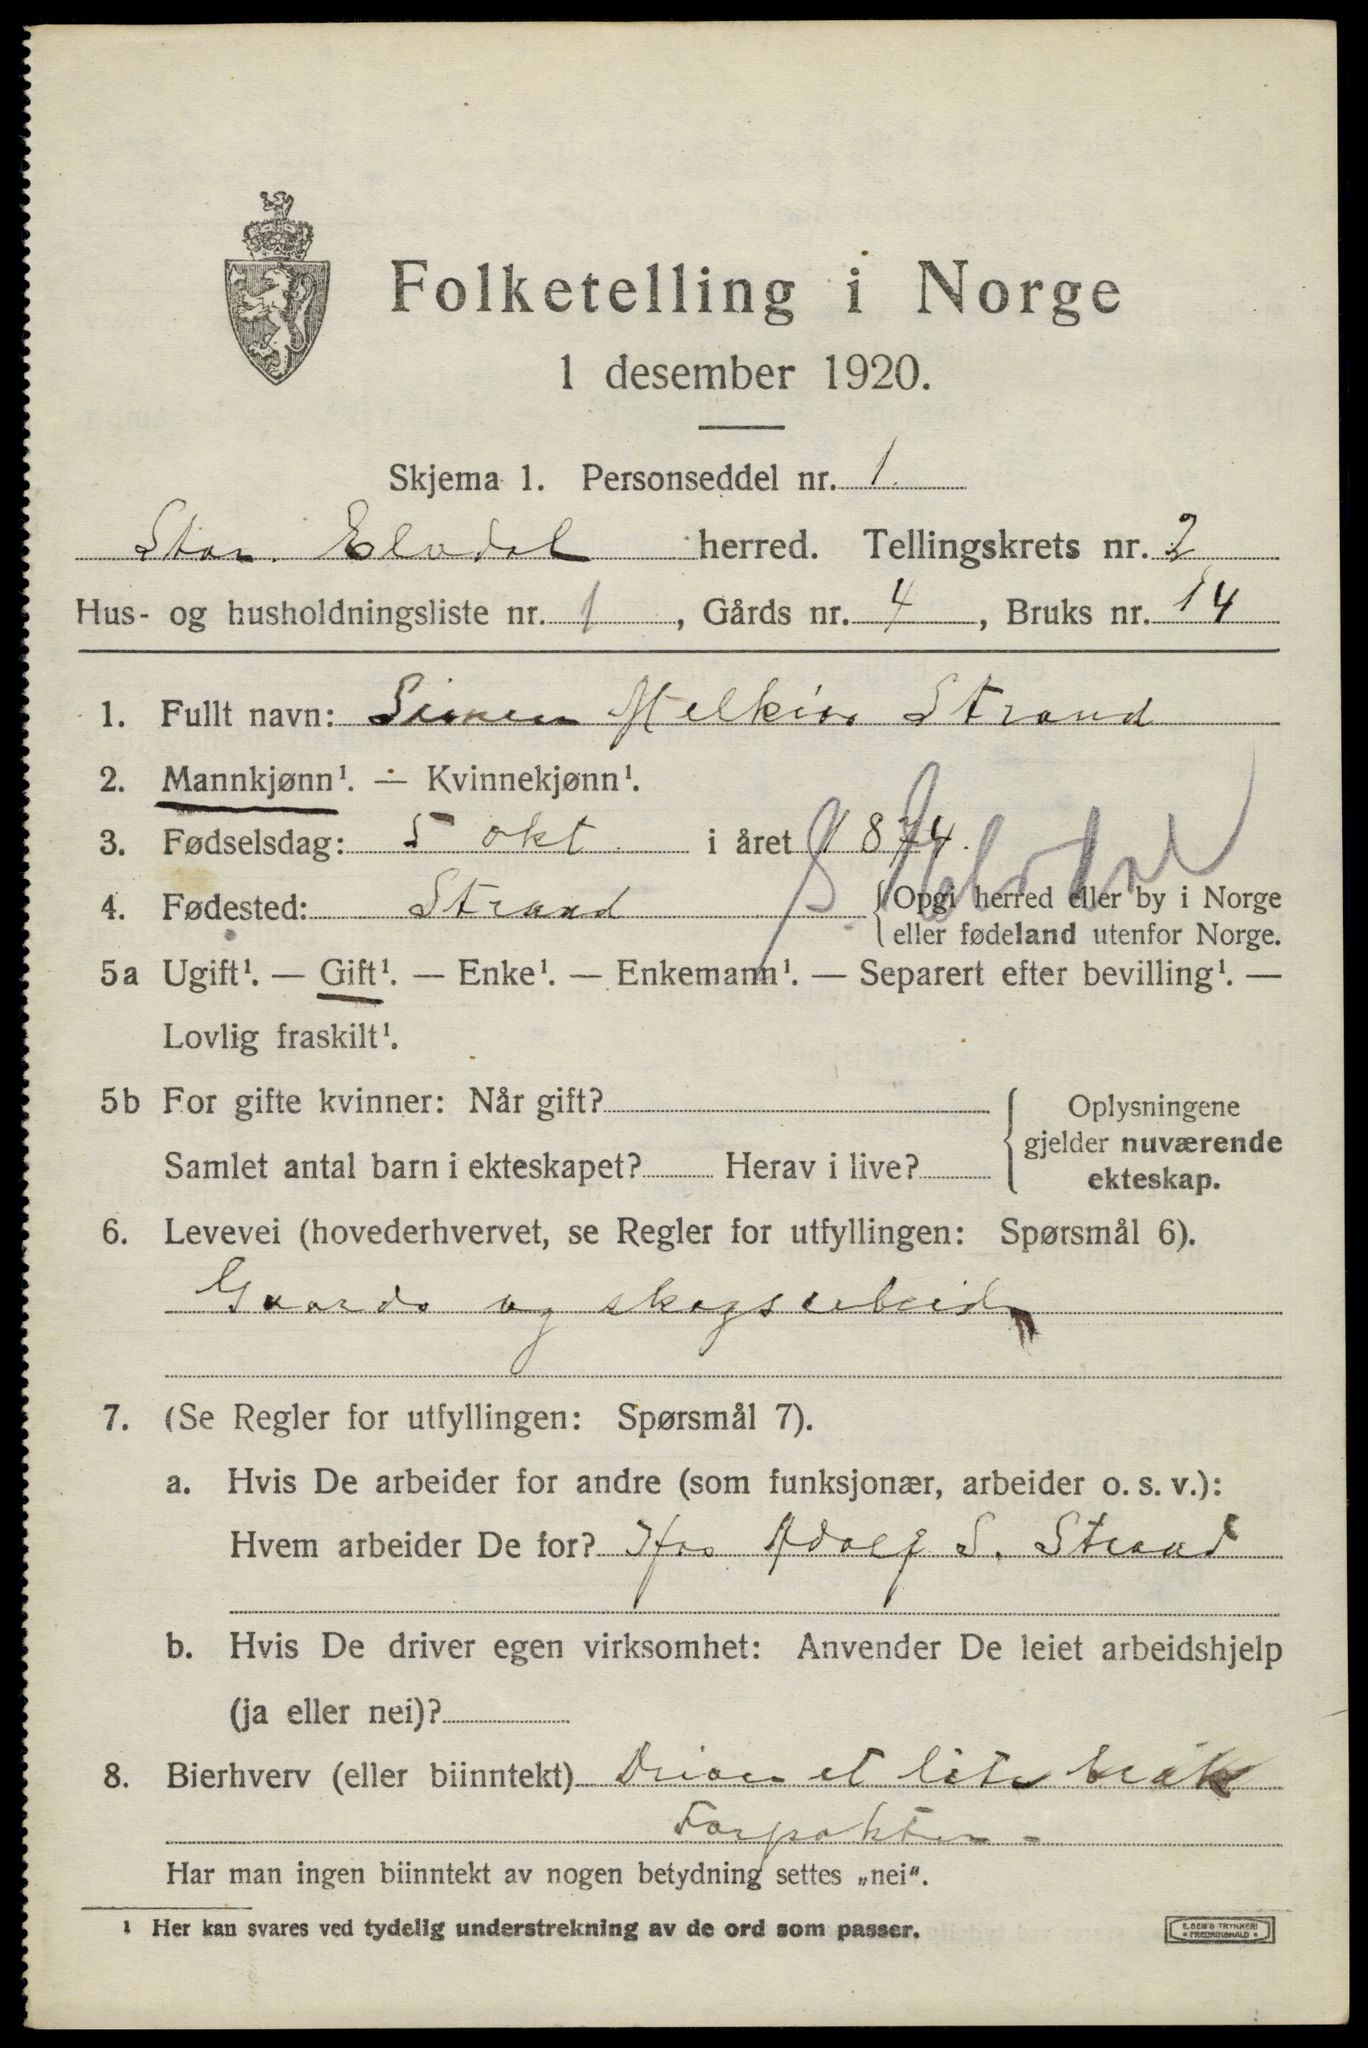 Folketelling i Norge
1 desember 1920.
Skjema 1. Personseddel nr. 1.
Stor. Elvdal herred. Tellingskrets nr. 2
Hus- og husholdningsliste nr. 1, Gårds nr. 4, Bruks nr. 14
1. Fullt navn: Simen Melkior Strand
2. Mannkjønn¹. — Kvinnekjønn¹.
3. Fødselsdag: 5 okt. i året 1874.
4. Fødested: Strand {Opgi herred eller by i Norge
eller fødeland utenfor Norge.
5a Ugift¹. — Gift¹. — Enke¹. — Enkemann¹. — Separert efter bevilling¹. —
Lovlig fraskilt¹.
5b For gifte kvinner: Når gift?
Samlet antal barn i ekteskapet? Herav i live?
Oplysningene
gjelder nuværende
ekteskap.
6. Levevei (hovederhvervet, se Regler for utfyllingen: Spørsmål 6).
Gaards og skogsarbeid
7. (Se Regler for utfyllingen: Spørsmål 7).
a. Hvis De arbeider for andre (som funksjonær, arbeider o. s. v.):
Hvem arbeider De for? Hos Adolf S. Strand
b. Hvis De driver egen virksomhet: Anvender De leiet arbeidshjelp
(ja eller nei)?
8. Bierhverv (eller biinntekt) Driver et lite bruk
Forpakter -
Har man ingen biinntekt av nogen betydning settes „nei“.
¹ Her kan svares ved tydelig understrekning av de ord som passer.
E. SEM'S TRYKKERI
FREDRIKSHALD